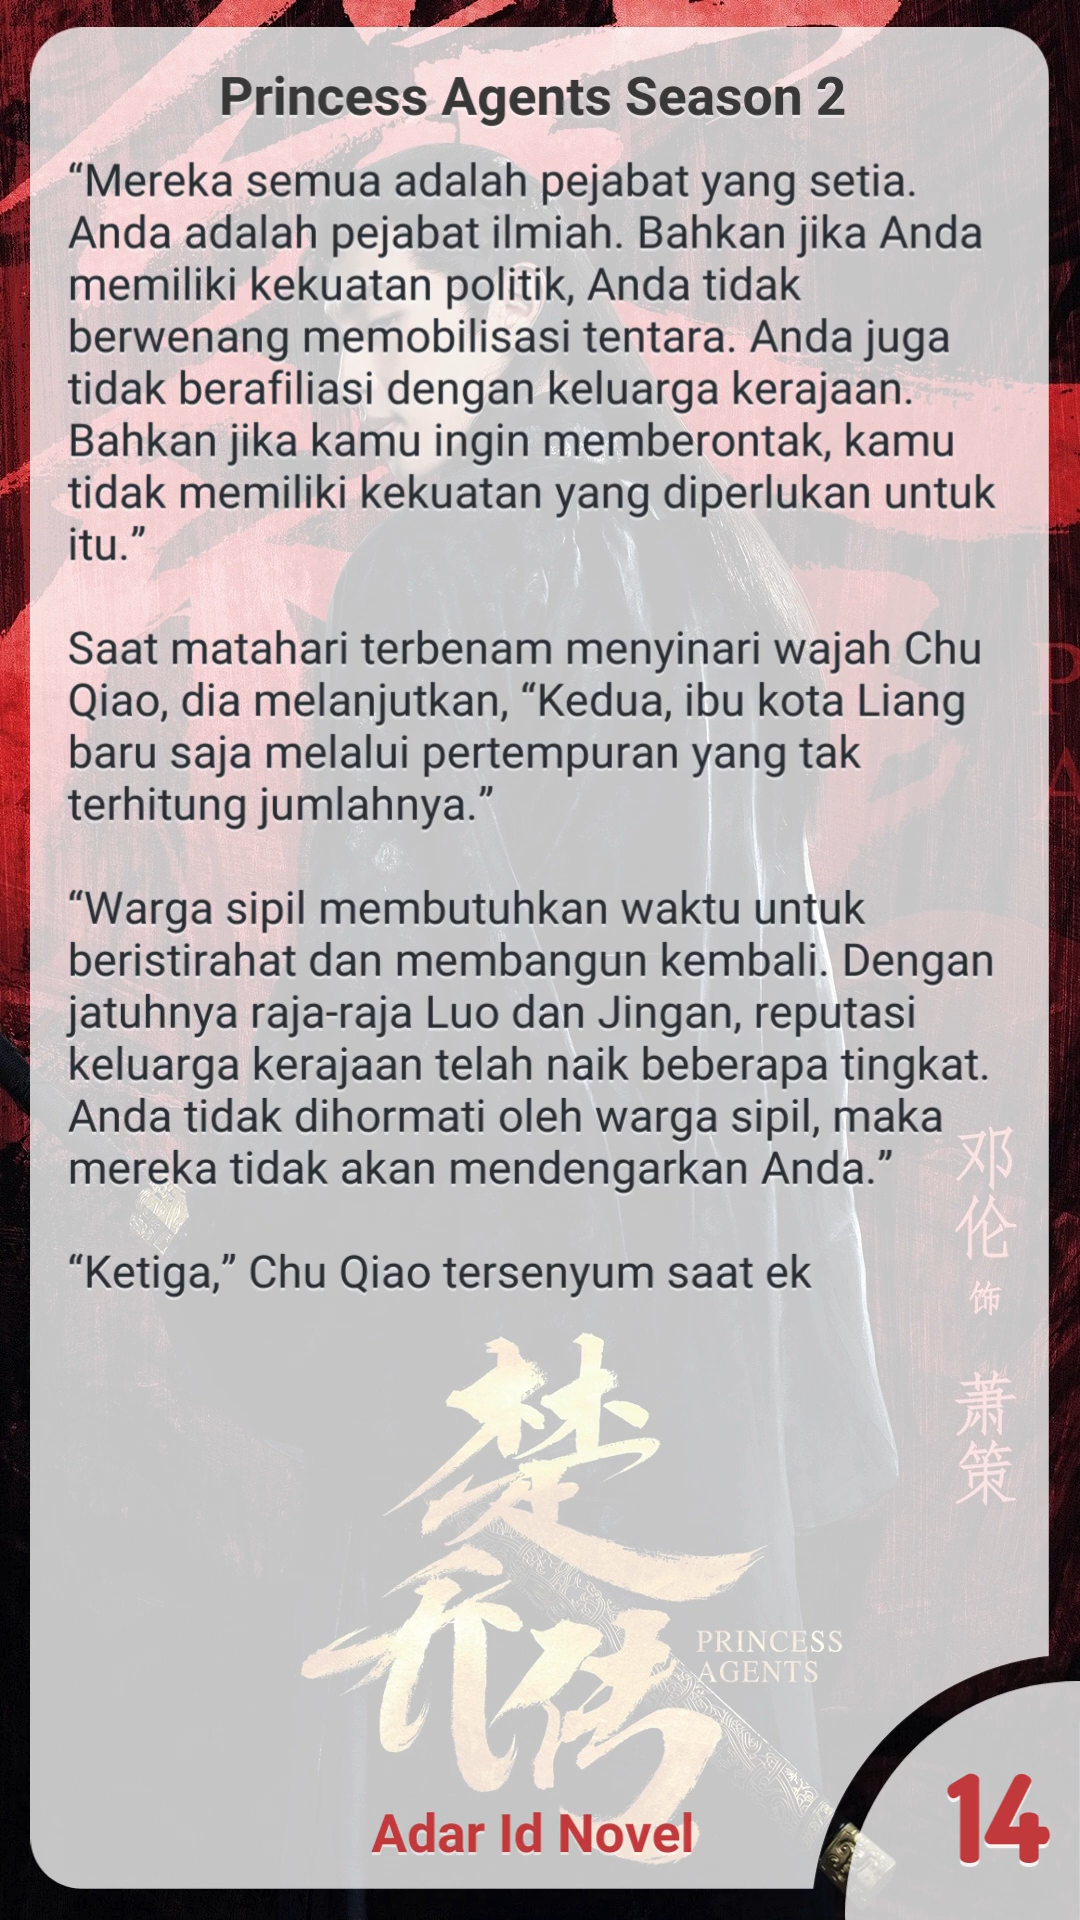 Princess Agents Season 2
“Mereka semua adalah pejabat yang setia.
Anda adalah pejabat ilmiah. Bahkan jika Anda
memiliki kekuatan politik, Anda tidak
berwenang memobilisasi tentara. Anda juga
tidak berafiliasi dengan keluarga kerajaan.
Bahkan jika kamu ingin memberontak, kamu
tidak memiliki kekuatan yang diperlukan untuk
itu.”
Saat matahari terbenam menyinari wajah Chu
Qiao, dia melanjutkan, “Kedua, ibu kota Liang
baru saja melalui pertempuran yang tak
terhitung jumlahnya.”
“Warga sipil membutuhkan waktu untuk
beristirahat dan membangun kembali. Dengan
jatuhnya raja-raja Luo dan Jingan, reputasi
keluarga kerajaan telah naik beberapa tingkat.
Anda tidak dihormati oleh warga sipil, maka
mereka tidak akan mendengarkan Anda.”
“Ketiga,” Chu Qiao tersenyum saat ek
邓伦 饰 萧策
楚乔传
PRINCESS
AGENTS
Adar Id Novel
14